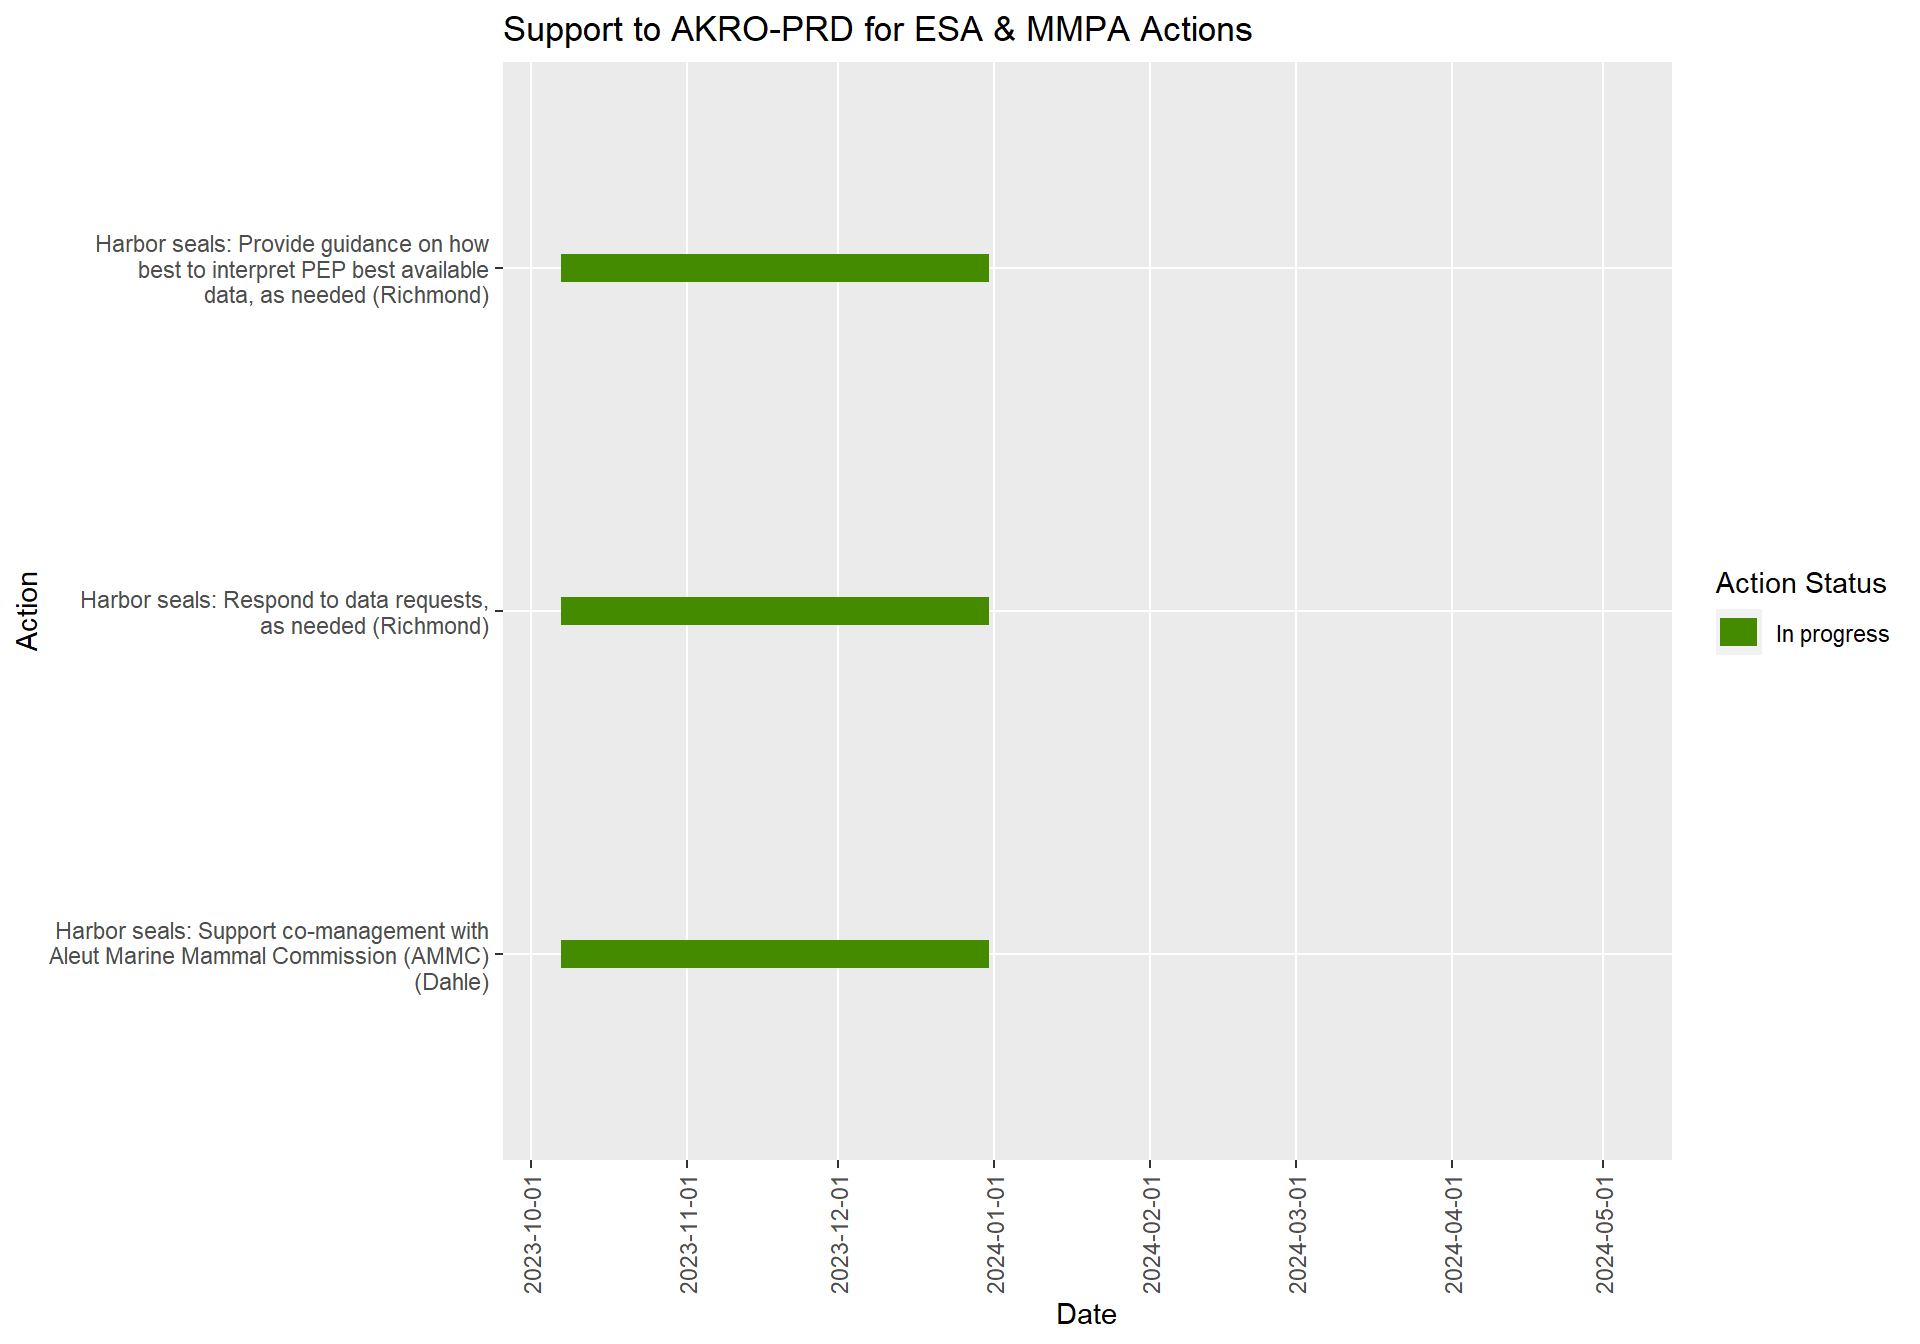 Support to AKRO-PRD for ESA & MMPA Actions
Harbor seals: Provide guidance on how
best to interpret PEP best available
data, as needed (Richmond)
Harbor seals: Respond to data requests,
as needed (Richmond)
Harbor seals: Support co-management with
Aleut Marine Mammal Commission (AMMC)
(Dahle)
Action
Action Status
In progress
2023-10-01
2023-11-01
2023-12-01
2024-01-01
2024-02-01
2024-03-01
2024-04-01
2024-05-01
Date